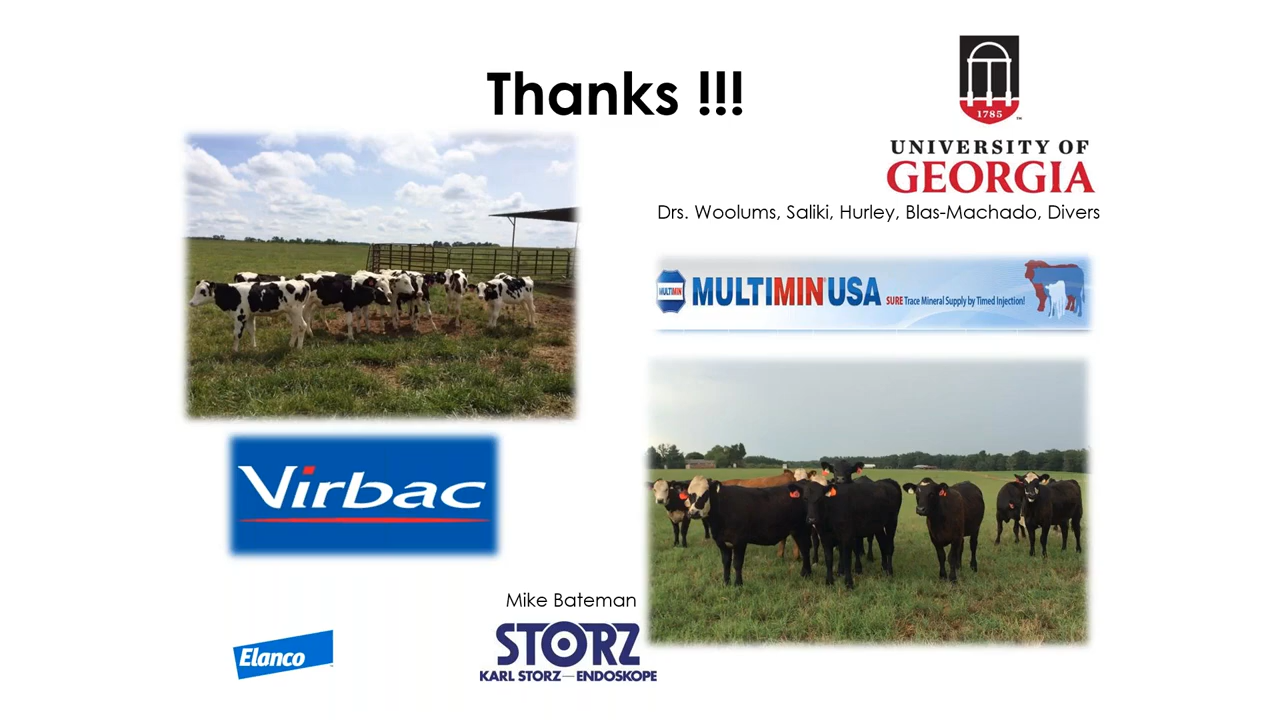 Thanks !!!
1785
UNIVERSITY OF
GEORGIA
Drs. Woolums, Saliki, Hurley, Blas-Machado, Divers
MULTIMIN
MULTIMIN USA
SURE Trace Mineral Supply by Timed Injection!
Virbac
Mike Bateman
STORZ
KARL STORZ—ENDOSKOPE
Elanco